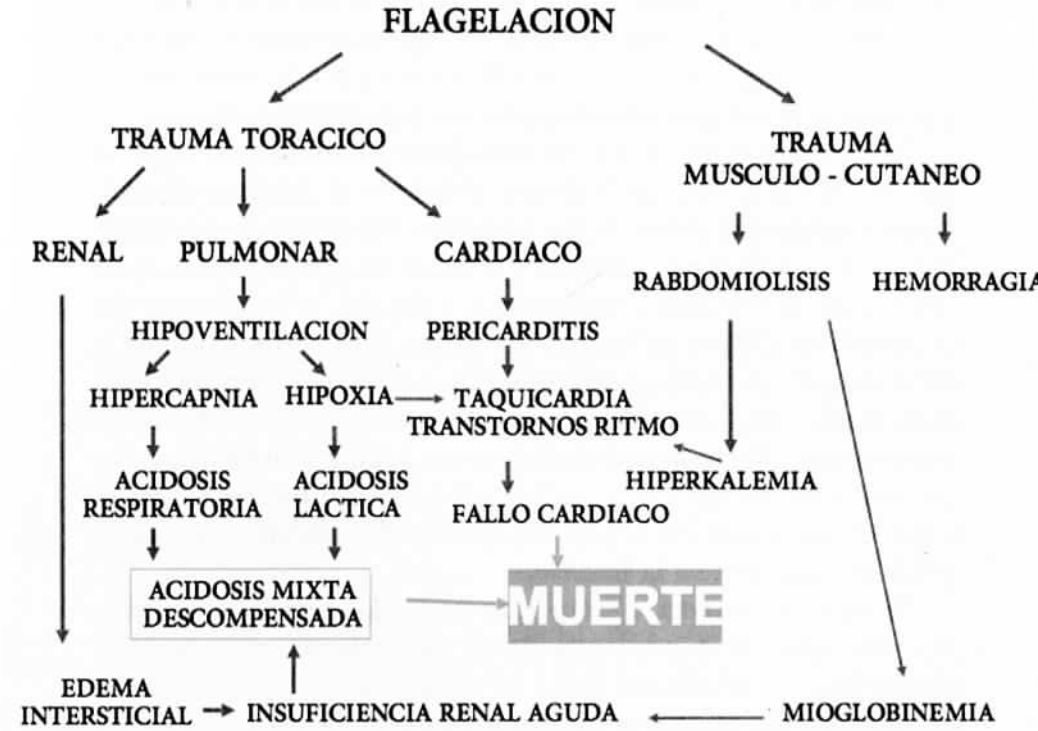 FLAGELACION
TRAUMA TORACICO
TRAUMA
MUSCULO - CUTANEO
RENAL
PULMONAR
CARDIACO
RABDOMIOLISIS
HEMORRAGIA
HIPOVENTILACION
PERICARDITIS
HIPERCAPNIA
HIPOXIA
TAQUICARDIA
TRANSTORNOS RITMO
HIPERKALEMIA
ACIDOSIS
RESPIRATORIA
ACIDOSIS
LACTICA
FALLO CARDIACO
ACIDOSIS MIXTA
DESCOMPENSADA
MUERTE
EDEMA
INTERSTICIAL
INSUFICIENCIA RENAL AGUDA
MIOGLOBINEMIA